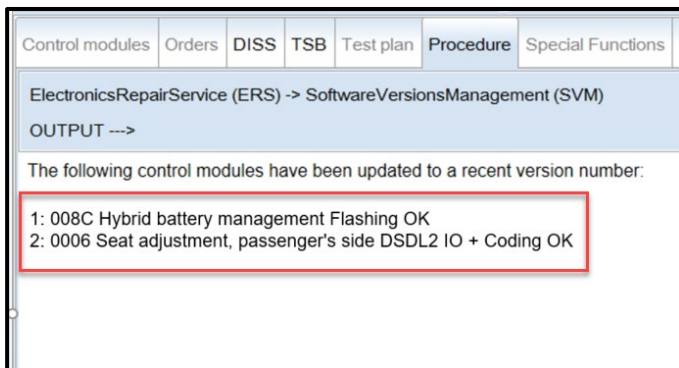 Control modules Orders DISS TSB Test plan Procedure Special Functions
ElectronicsRepairService (ERS) -> SoftwareVersionsManagement (SVM)
OUTPUT --->
The following control modules have been updated to a recent version number:
1: 008C Hybrid battery management Flashing OK
2: 0006 Seat adjustment, passenger's side DSDL2 IO + Coding OK